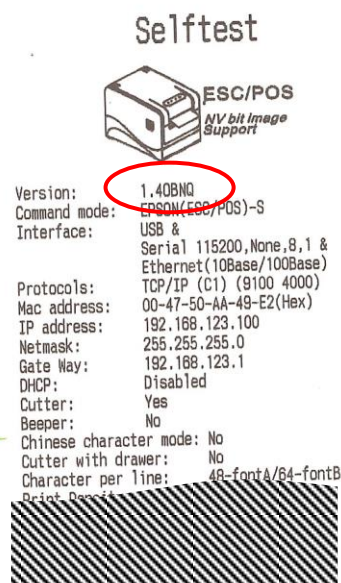 Selftest
ESC/POS
NV bit Image
Support
Version: 1.40BNQ
Command mode: EPSON(ESC/POS)-S
Interface: USB &
Serial 115200,None,8,1 &
Ethernet(10Base/100Base)
Protocols: TCP/IP (C1) (9100 4000)
Mac address: 00-47-50-AA-49-E2(Hex)
IP address: 192.168.123.100
Netmask: 255.255.255.0
Gate Way: 192.168.123.1
DHCP: Disabled
Cutter: Yes
Beeper: No
Chinese character mode: No
Cutter with drawer: No
Character per line: 48-fontA/64-fontB
Print